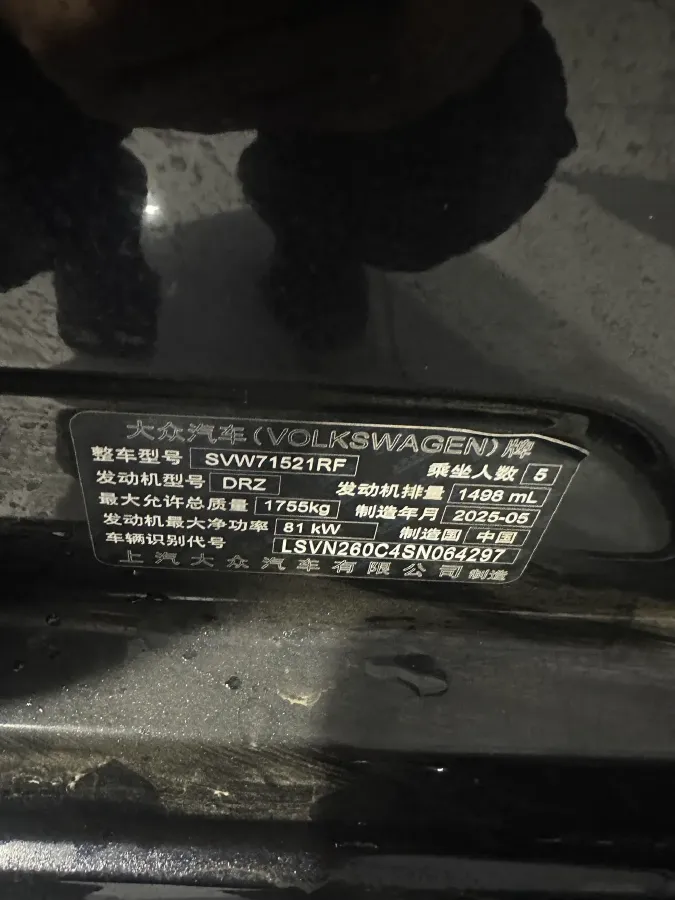 大众汽车(VOLKSWAGEN)牌
整车型号 SVW71521RF 乘坐人数 5
发动机型号 DRZ 发动机排量 1498 mL
最大允许总质量 1755kg 制造年月 2025-05
发动机最大净功率 81 kW 制造国 中国
车辆识别代号 LSVN260C4SN064297
上汽大众汽车有限公司 制造